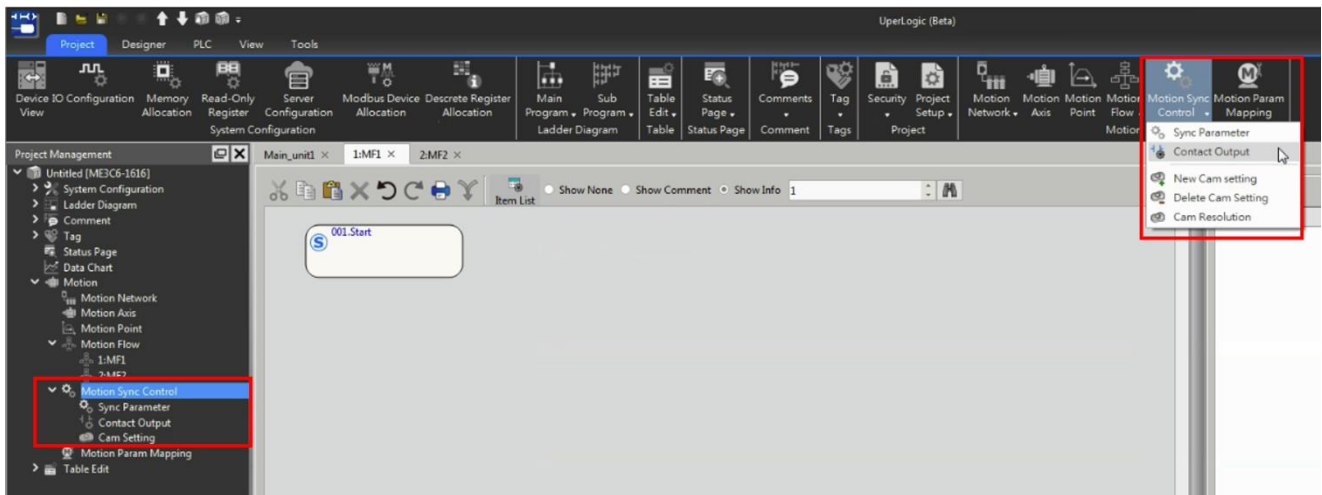 UperLogic (Beta)
Project Designer PLC View Tools
Device IO Configuration Memory Read-Only Server Modbus Device Descrete Register Main Sub Table Status Comments Tag Security Project Motion Motion Motion Motion Motion Sync Motion Param
View Allocation Register Configuration Allocation Allocation Program Program Edit Page Setup Network Axis Point Flow Control Mapping
System Configuration Ladder Diagram Table Status Page Comment Tags Project Motion
Sync Parameter
Contact Output
New Cam setting
Delete Cam Setting
Cam Resolution
Project Management
Main_unit1 × 1:MF1 × 2:MF2 ×
Item List Show None Show Comment Show Info 1
S 001.Start
Untitled [ME3C6-1616]
System Configuration
Ladder Diagram
Comment
Tag
Status Page
Data Chart
Motion
Motion Network
Motion Axis
Motion Point
Motion Flow
1:MF1
2:MF2
Motion Sync Control
Sync Parameter
Contact Output
Cam Setting
Motion Param Mapping
Table Edit